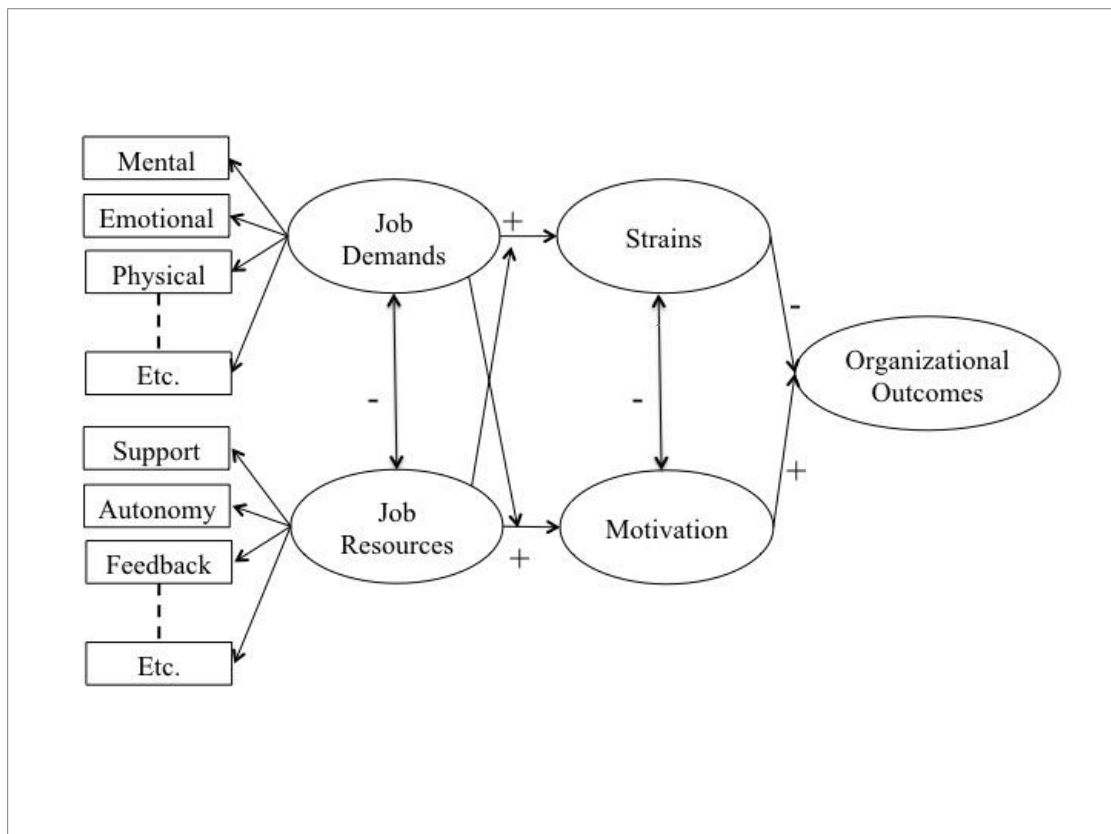 Mental
Emotional
Physical
Etc.
Support
Autonomy
Feedback
Etc.
Job
Demands
+
Strains
-
-
-
Organizational
Outcomes
Job
Resources
+
Motivation
+